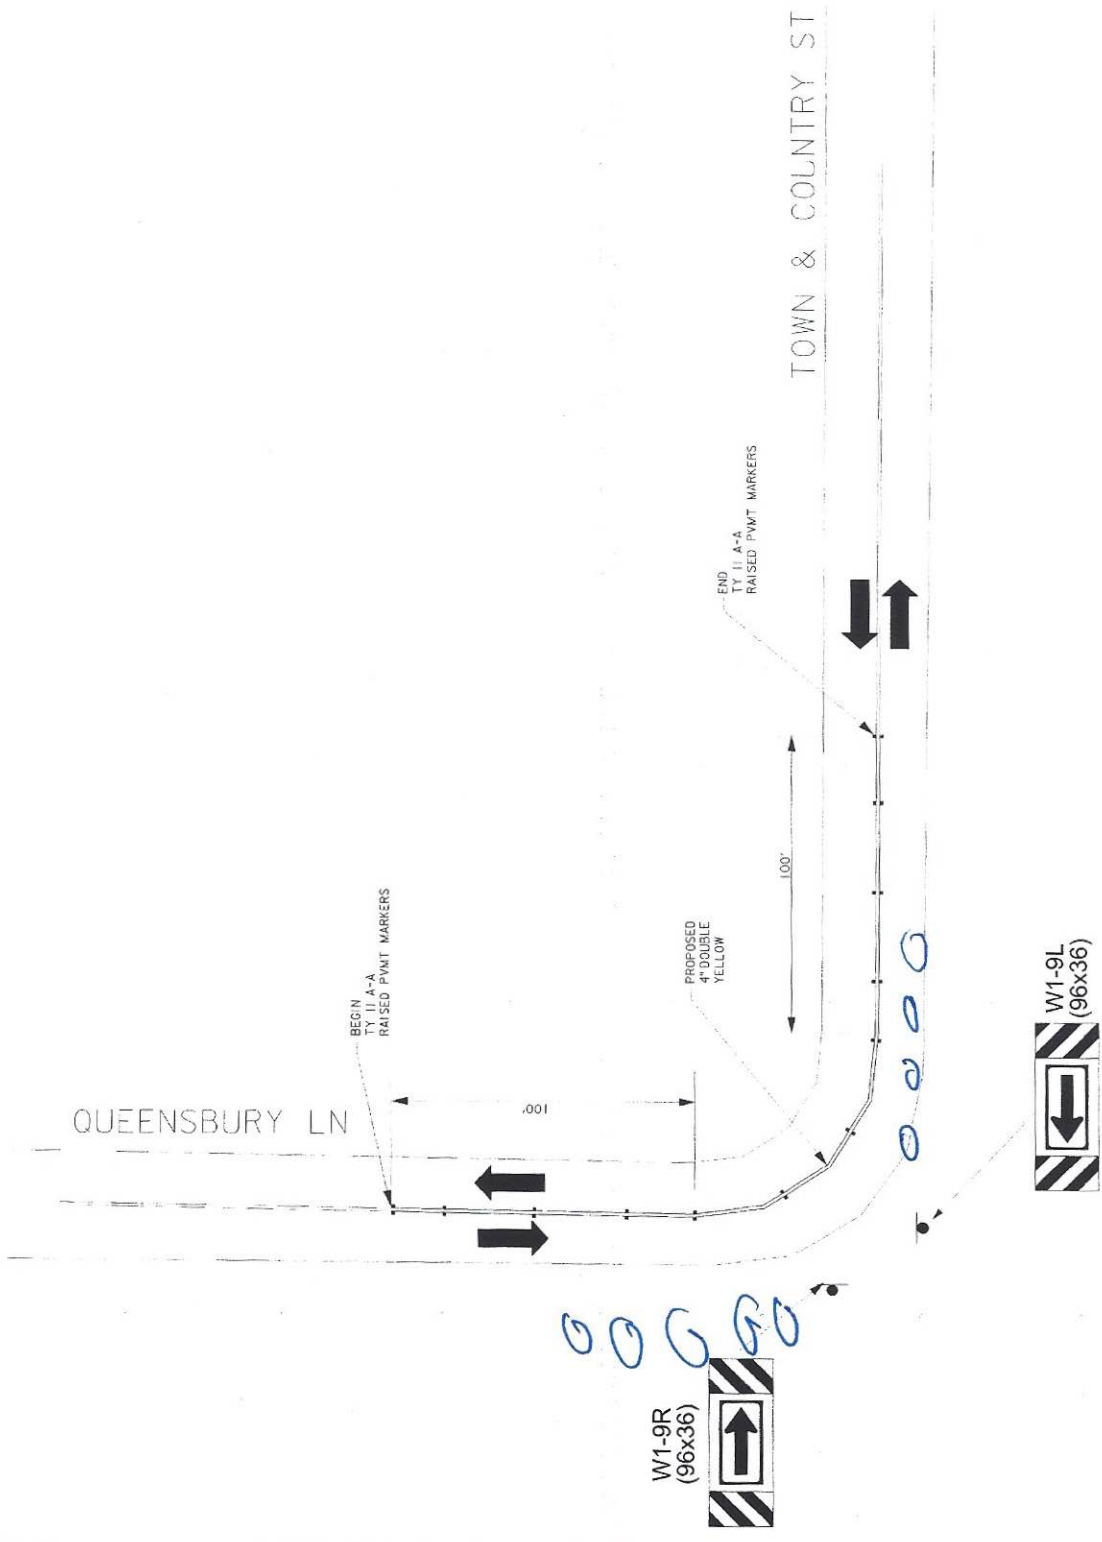 TOWN & COUNTRY ST
END
TY II A-A
RAISED PVMT MARKERS
BEGIN
TY II A-A
RAISED PVMT MARKERS
QUEENSBURY LN
100'
100'
PROPOSED
4" DOUBLE
YELLOW
W1-9L
(96x36)
W1-9R
(96x36)